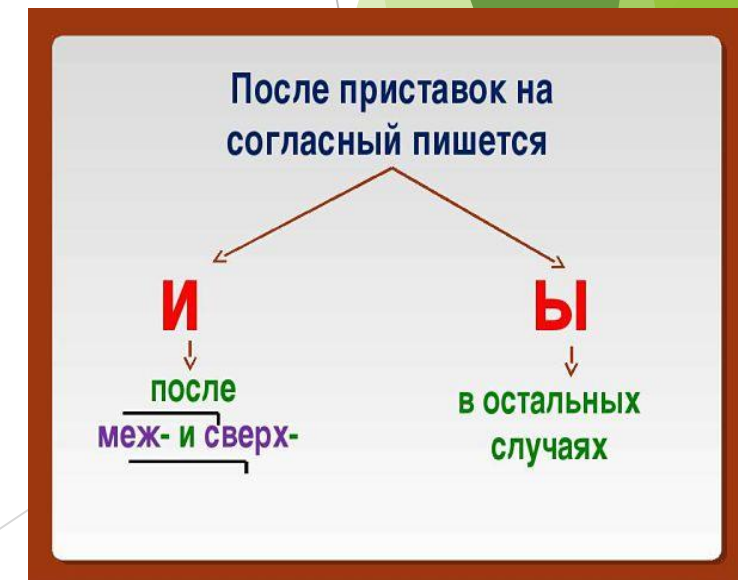 После приставок на
согласный пишется
И
Ы
после
меж- и сверх-
в остальных
случаях